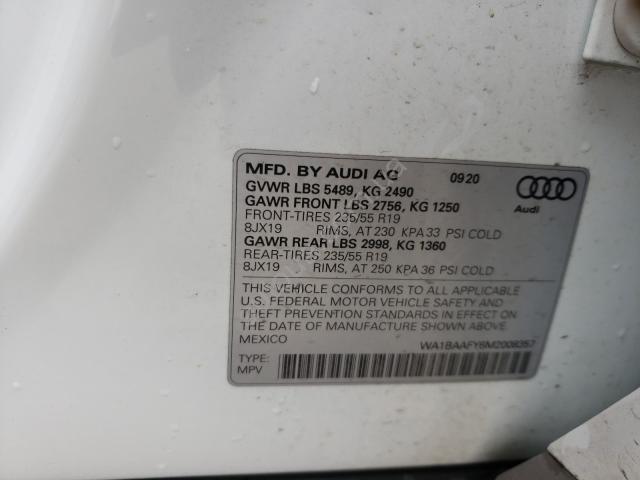 MFD. BY AUDI AG 09 20
GVWR LBS 5489, KG 2490
GAWR FRONT LBS 2756, KG 1250
FRONT-TIRES 235/55 R19
8JX19 RIMS, AT 230 KPA 33 PSI COLD
GAWR REAR LBS 2998, KG 1360
REAR-TIRES 235/55 R19
8JX19 RIMS, AT 250 KPA 36 PSI COLD
Audi
THIS VEHICLE CONFORMS TO ALL APPLICABLE
U.S. FEDERAL MOTOR VEHICLE SAFETY AND
THEFT PREVENTION STANDARDS IN EFFECT ON
THE DATE OF MANUFACTURE SHOWN ABOVE.
MEXICO WA1BAAFY6M2008357
TYPE:
MPV